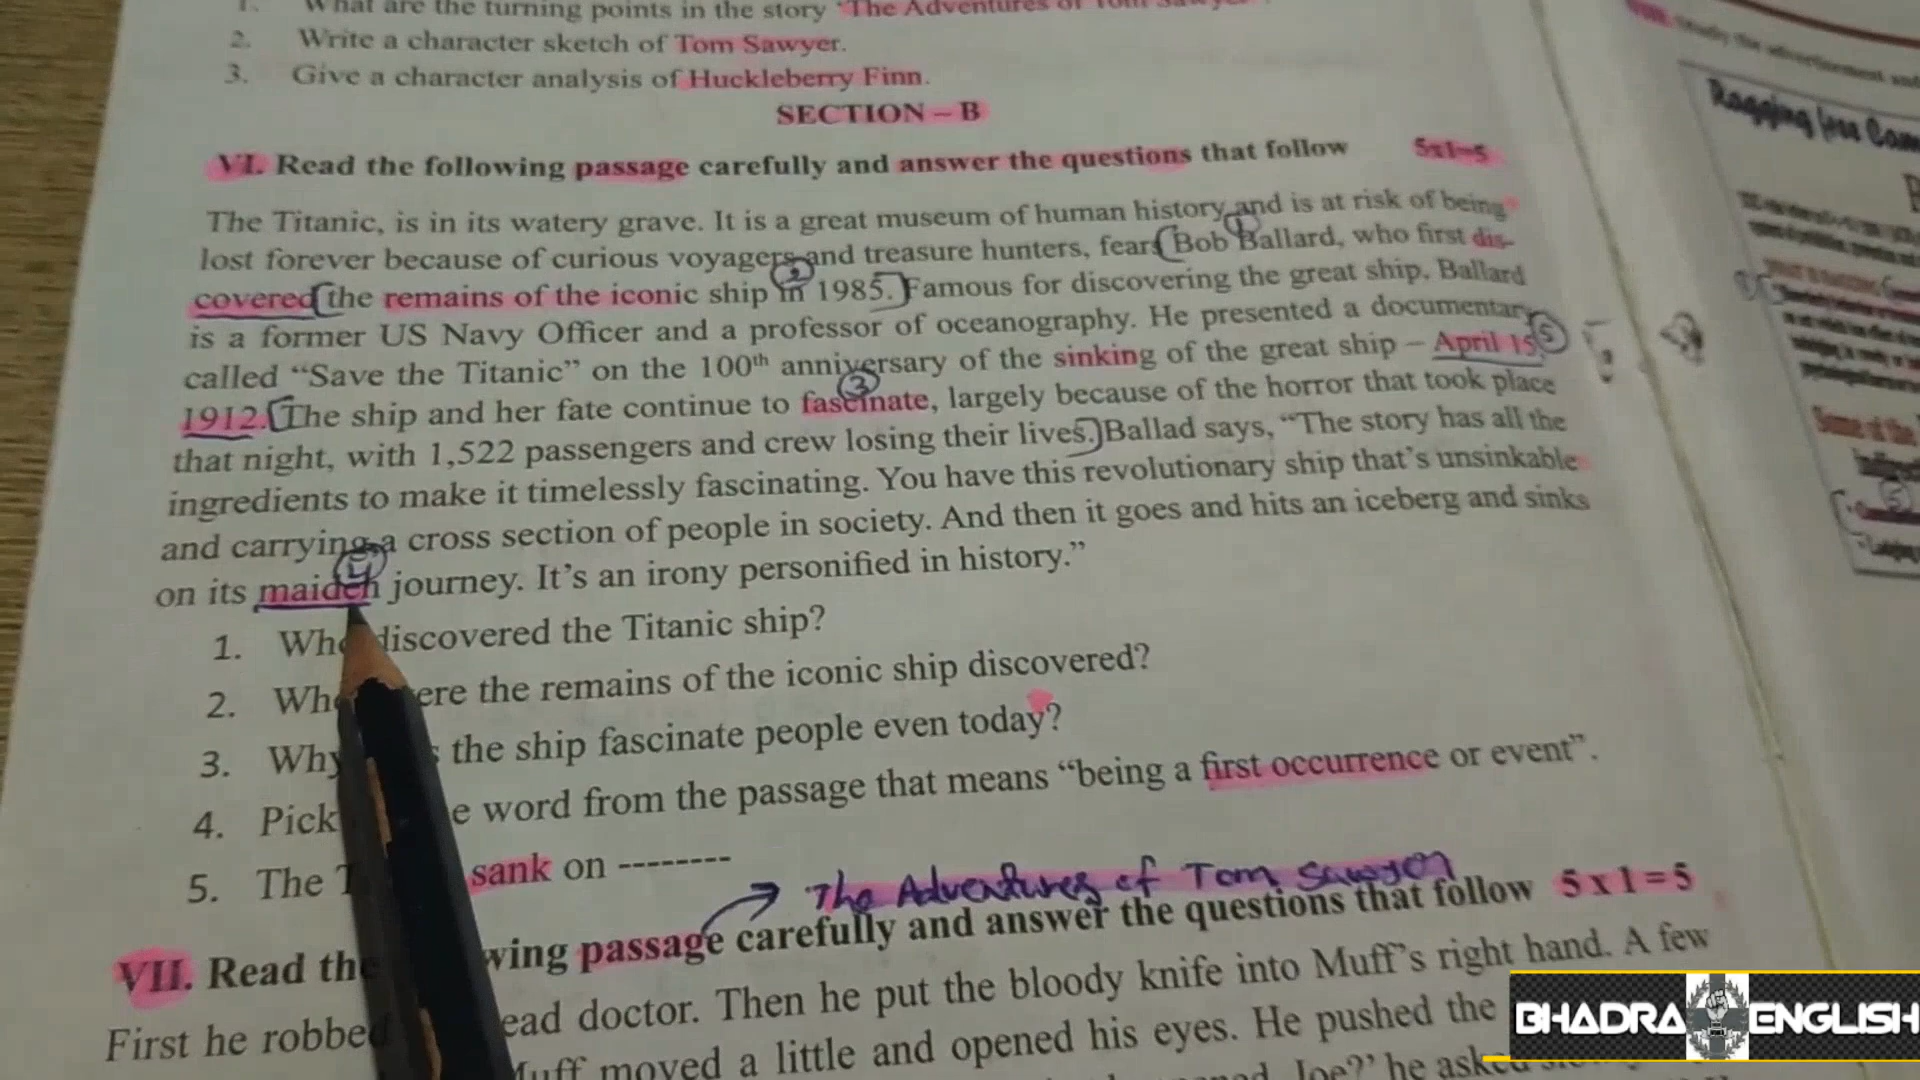 1. What are the turning points in the story 'The Adventures of Tom Sawyer'.
2. Write a character sketch of Tom Sawyer.
3. Give a character analysis of Huckleberry Finn.
SECTION – B
VI. Read the following passage carefully and answer the questions that follow 5x1=5
The Titanic, is in its watery grave. It is a great museum of human history and is at risk of being
lost forever because of curious voyagers and treasure hunters, fears Bob Ballard, who first dis-
covered the remains of the iconic ship in 1985. Famous for discovering the great ship, Ballard
is a former US Navy Officer and a professor of oceanography. He presented a documentary
called “Save the Titanic” on the 100th anniversary of the sinking of the great ship – April 15,
1912. The ship and her fate continue to fascinate, largely because of the horror that took place
that night, with 1,522 passengers and crew losing their lives. Ballad says, “The story has all the
ingredients to make it timelessly fascinating. You have this revolutionary ship that's unsinkable
and carrying a cross section of people in society. And then it goes and hits an iceberg and sinks
on its maiden journey. It's an irony personified in history.”
1. Who discovered the Titanic ship?
2. ere the remains of the iconic ship discovered?
3. Why the ship fascinate people even today?
4. Pick word from the passage that means “being a first occurrence or event”.
5. The sank on --------
The Adventures of Tom Sawyer
VII. Read the wing passage carefully and answer the questions that follow 5 x 1 = 5
First he robbed ead doctor. Then he put the bloody knife into Muff's right hand. A few
Muff moved a little and opened his eyes. He pushed the
Joe?' he asked
BHADRA ENGLISH